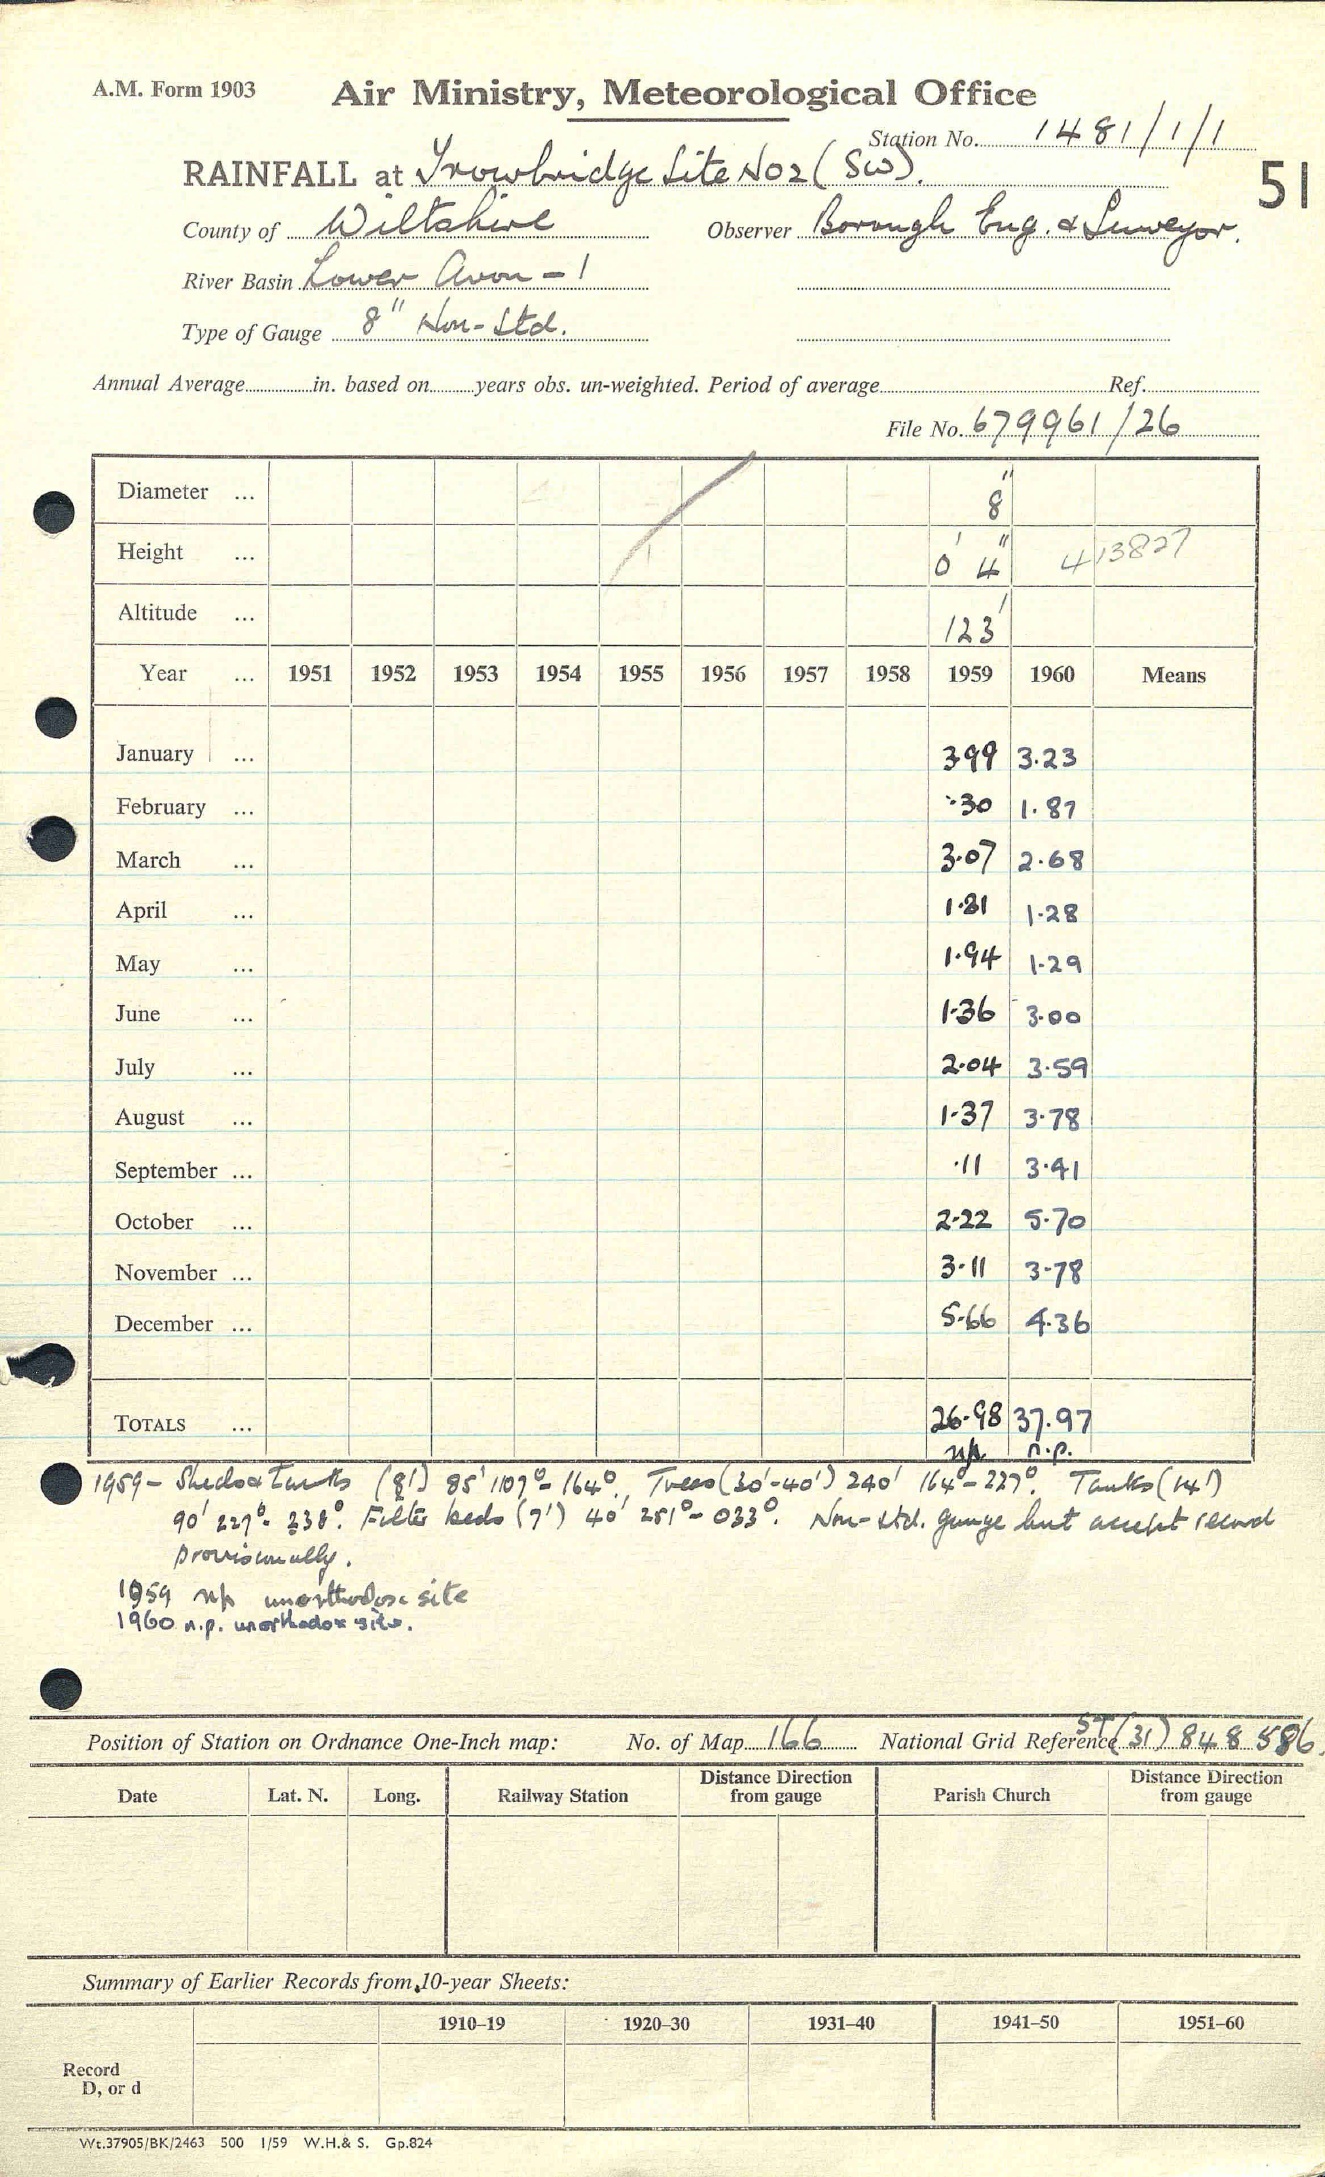 A.M. Form 1903
Air Ministry, Meteorological Office
Station No. 1481/1/1
RAINFALL at Trowbridge Site No 2 (SW).
51
County of Wiltshire Observer Borough Eng. & Surveyor.
River Basin Lower Avon - 1
Type of Gauge 8" Non-Std.
Annual Average in. based on years obs. un-weighted. Period of average Ref.
File No. 679961/26
Diameter ... 8"
Height ... 0' 4" 413827
Altitude ... 123'
Year ... 1951 1952 1953 1954 1955 1956 1957 1958 1959 1960 Means
January ... 3.99 3.23
February ... .30 1.87
March ... 3.07 2.68
April ... 1.81 1.28
May ... 1.94 1.29
June ... 1.36 3.00
July ... 2.04 3.59
August ... 1.37 3.78
September ... .11 3.41
October ... 2.22 5.70
November ... 3.11 3.78
December ... 5.66 4.36
TOTALS ... 26.98 37.97
np n.p.
1959 - Sheds & Tanks (8') 85' 107° - 164°. Trees (30'-40') 240' 164° - 227°. Tanks (14')
90' 227° - 238°. Filter beds (7') 40' 251° - 033°. Non-std. gauge but accept record
provisionally.
1959 np unorthodox site
1960 n.p. unorthodox site.
Position of Station on Ordnance One-Inch map: No. of Map 166 National Grid Reference ST (31) 848 586
Date Lat. N. Long. Railway Station Distance Direction from gauge Parish Church Distance Direction from gauge
Summary of Earlier Records from 10-year Sheets:
1910–19 1920–30 1931–40 1941–50 1951–60
Record
D, or d
Wt.37905/BK/2463 500 1/59 W.H.& S. Gp.824